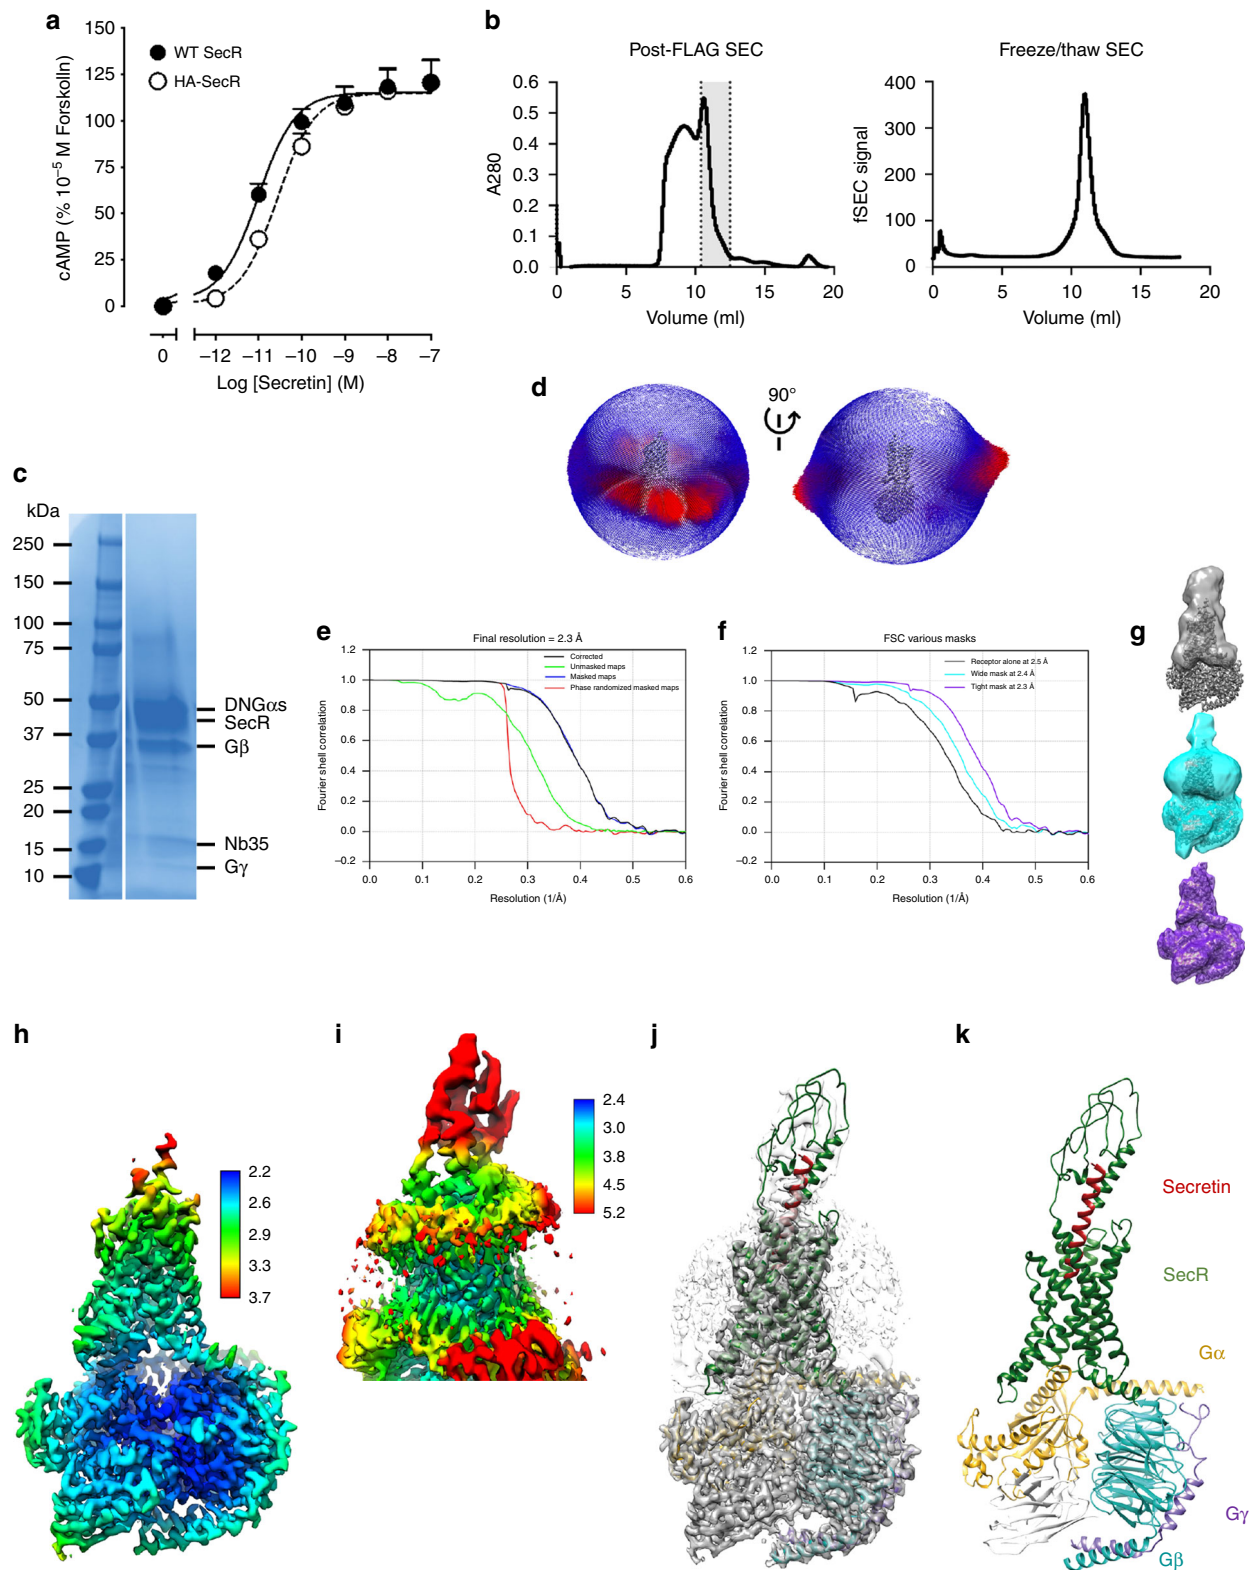 a
150
125
100
75
50
25
0
cAMP (% 10⁻⁵ M Forskolln)
WT SecR
HA-SecR
0
−12
−11
−10
−9
−8
−7
Log [Secretin] (M)
b
Post-FLAG SEC
0.6
0.5
0.4
0.3
0.2
0.1
0.0
A280
0
5
10
15
20
Volume (ml)
Freeze/thaw SEC
400
300
200
100
0
fSEC signal
0
5
10
15
20
Volume (ml)
c
kDa
250
150
100
75
50
37
25
20
15
10
DNGαs
SecR
Gβ
Nb35
Gγ
d
90°
e
Final resolution = 2.3 Å
1.2
1.0
0.8
0.6
0.4
0.2
0.0
−0.2
Fourier shell correlation
Corrected
Unmasked maps
Masked maps
Phase randomized masked maps
0.0
0.1
0.2
0.3
0.4
0.5
0.6
Resolution (1/Å)
f
FSC various masks
1.2
1.0
0.8
0.6
0.4
0.2
0.0
−0.2
Fourier shell correlation
Receptor alone at 2.5 Å
Wide mask at 2.4 Å
Tight mask at 2.3 Å
0.0
0.1
0.2
0.3
0.4
0.5
0.6
Resolution (1/Å)
g
h
2.2
2.6
2.9
3.3
3.7
i
2.4
3.0
3.8
4.5
5.2
j
k
Secretin
SecR
Gα
Gγ
Gβ